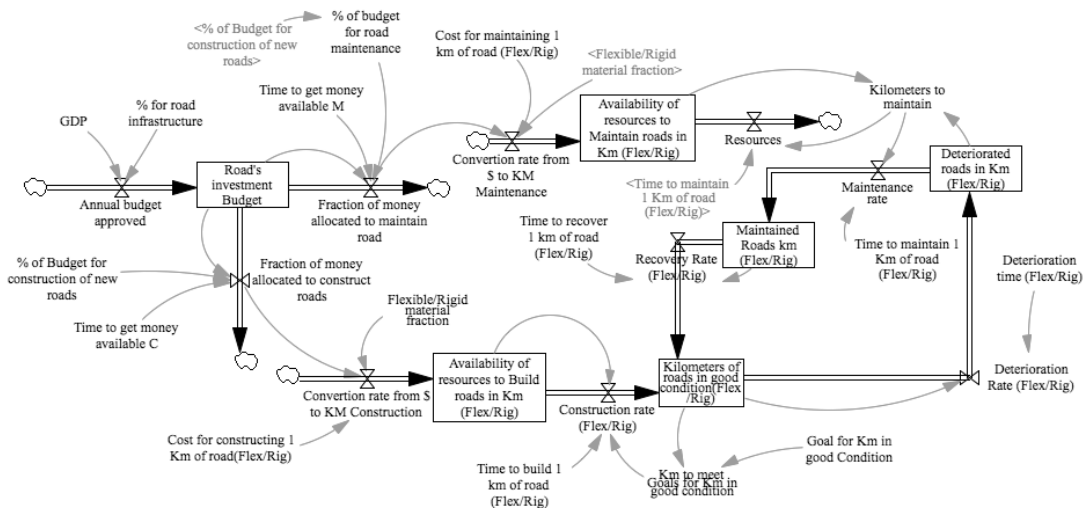 <% of Budget for
construction of new
roads>
% of budget
for road
maintenance
Cost for maintaining 1
km of road (Flex/Rig)
<Flexible/Rigid
material fraction>
GDP
% for road
infrastructure
Time to get money
available M
Availability of
resources to
Maintain roads in
Km (Flex/Rig)
Kilometers to
maintain
Convertion rate from
$ to KM
Maintenance
Resources
Road's
investment
Budget
Annual budget
approved
Fraction of money
allocated to maintain
road
<Time to maintain
1 Km of road
(Flex/Rig)>
Maintenance
rate
Deteriorated
roads in Km
(Flex/Rig)
Time to recover
1 km of road
(Flex/Rig)
Maintained
Roads km
(Flex/Rig)
Recovery Rate
(Flex/Rig)
Time to maintain 1
Km of road
(Flex/Rig)
Deterioration
time (Flex/Rig)
% of Budget for
construction of new
roads
Fraction of money
allocated to construct
roads
Time to get money
available C
Flexible/Rigid
material
fraction
Availability of
resources to Build
roads in Km
(Flex/Rig)
Kilometers of
roads in good
condition(Flex
/Rig)
Deterioration
Rate (Flex/Rig)
Convertion rate from $
to KM Construction
Construction rate
(Flex/Rig)
Cost for constructing 1
Km of road(Flex/Rig)
Time to build 1
km of road
(Flex/Rig)
Km to meet
Goals for Km in
good condition
Goal for Km in
good Condition